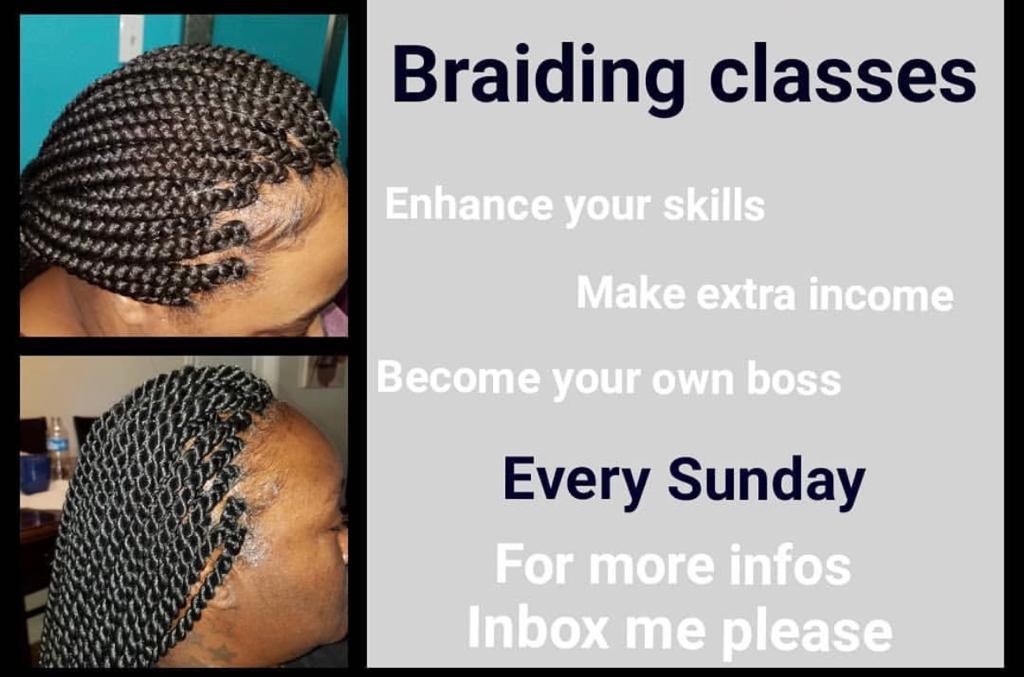 Braiding classes
Enhance your skills
Make extra income
Become your own boss
Every Sunday
For more infos
Inbox me please